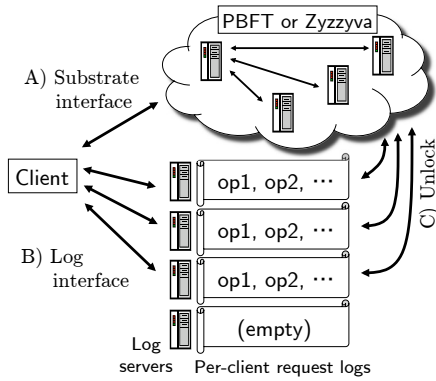 PBFT or Zyzzyva
A) Substrate
interface
Client
op1, op2, ⋯
op1, op2, ⋯
op1, op2, ⋯
(empty)
B) Log
interface
C) Unlock
Log
servers
Per-client request logs